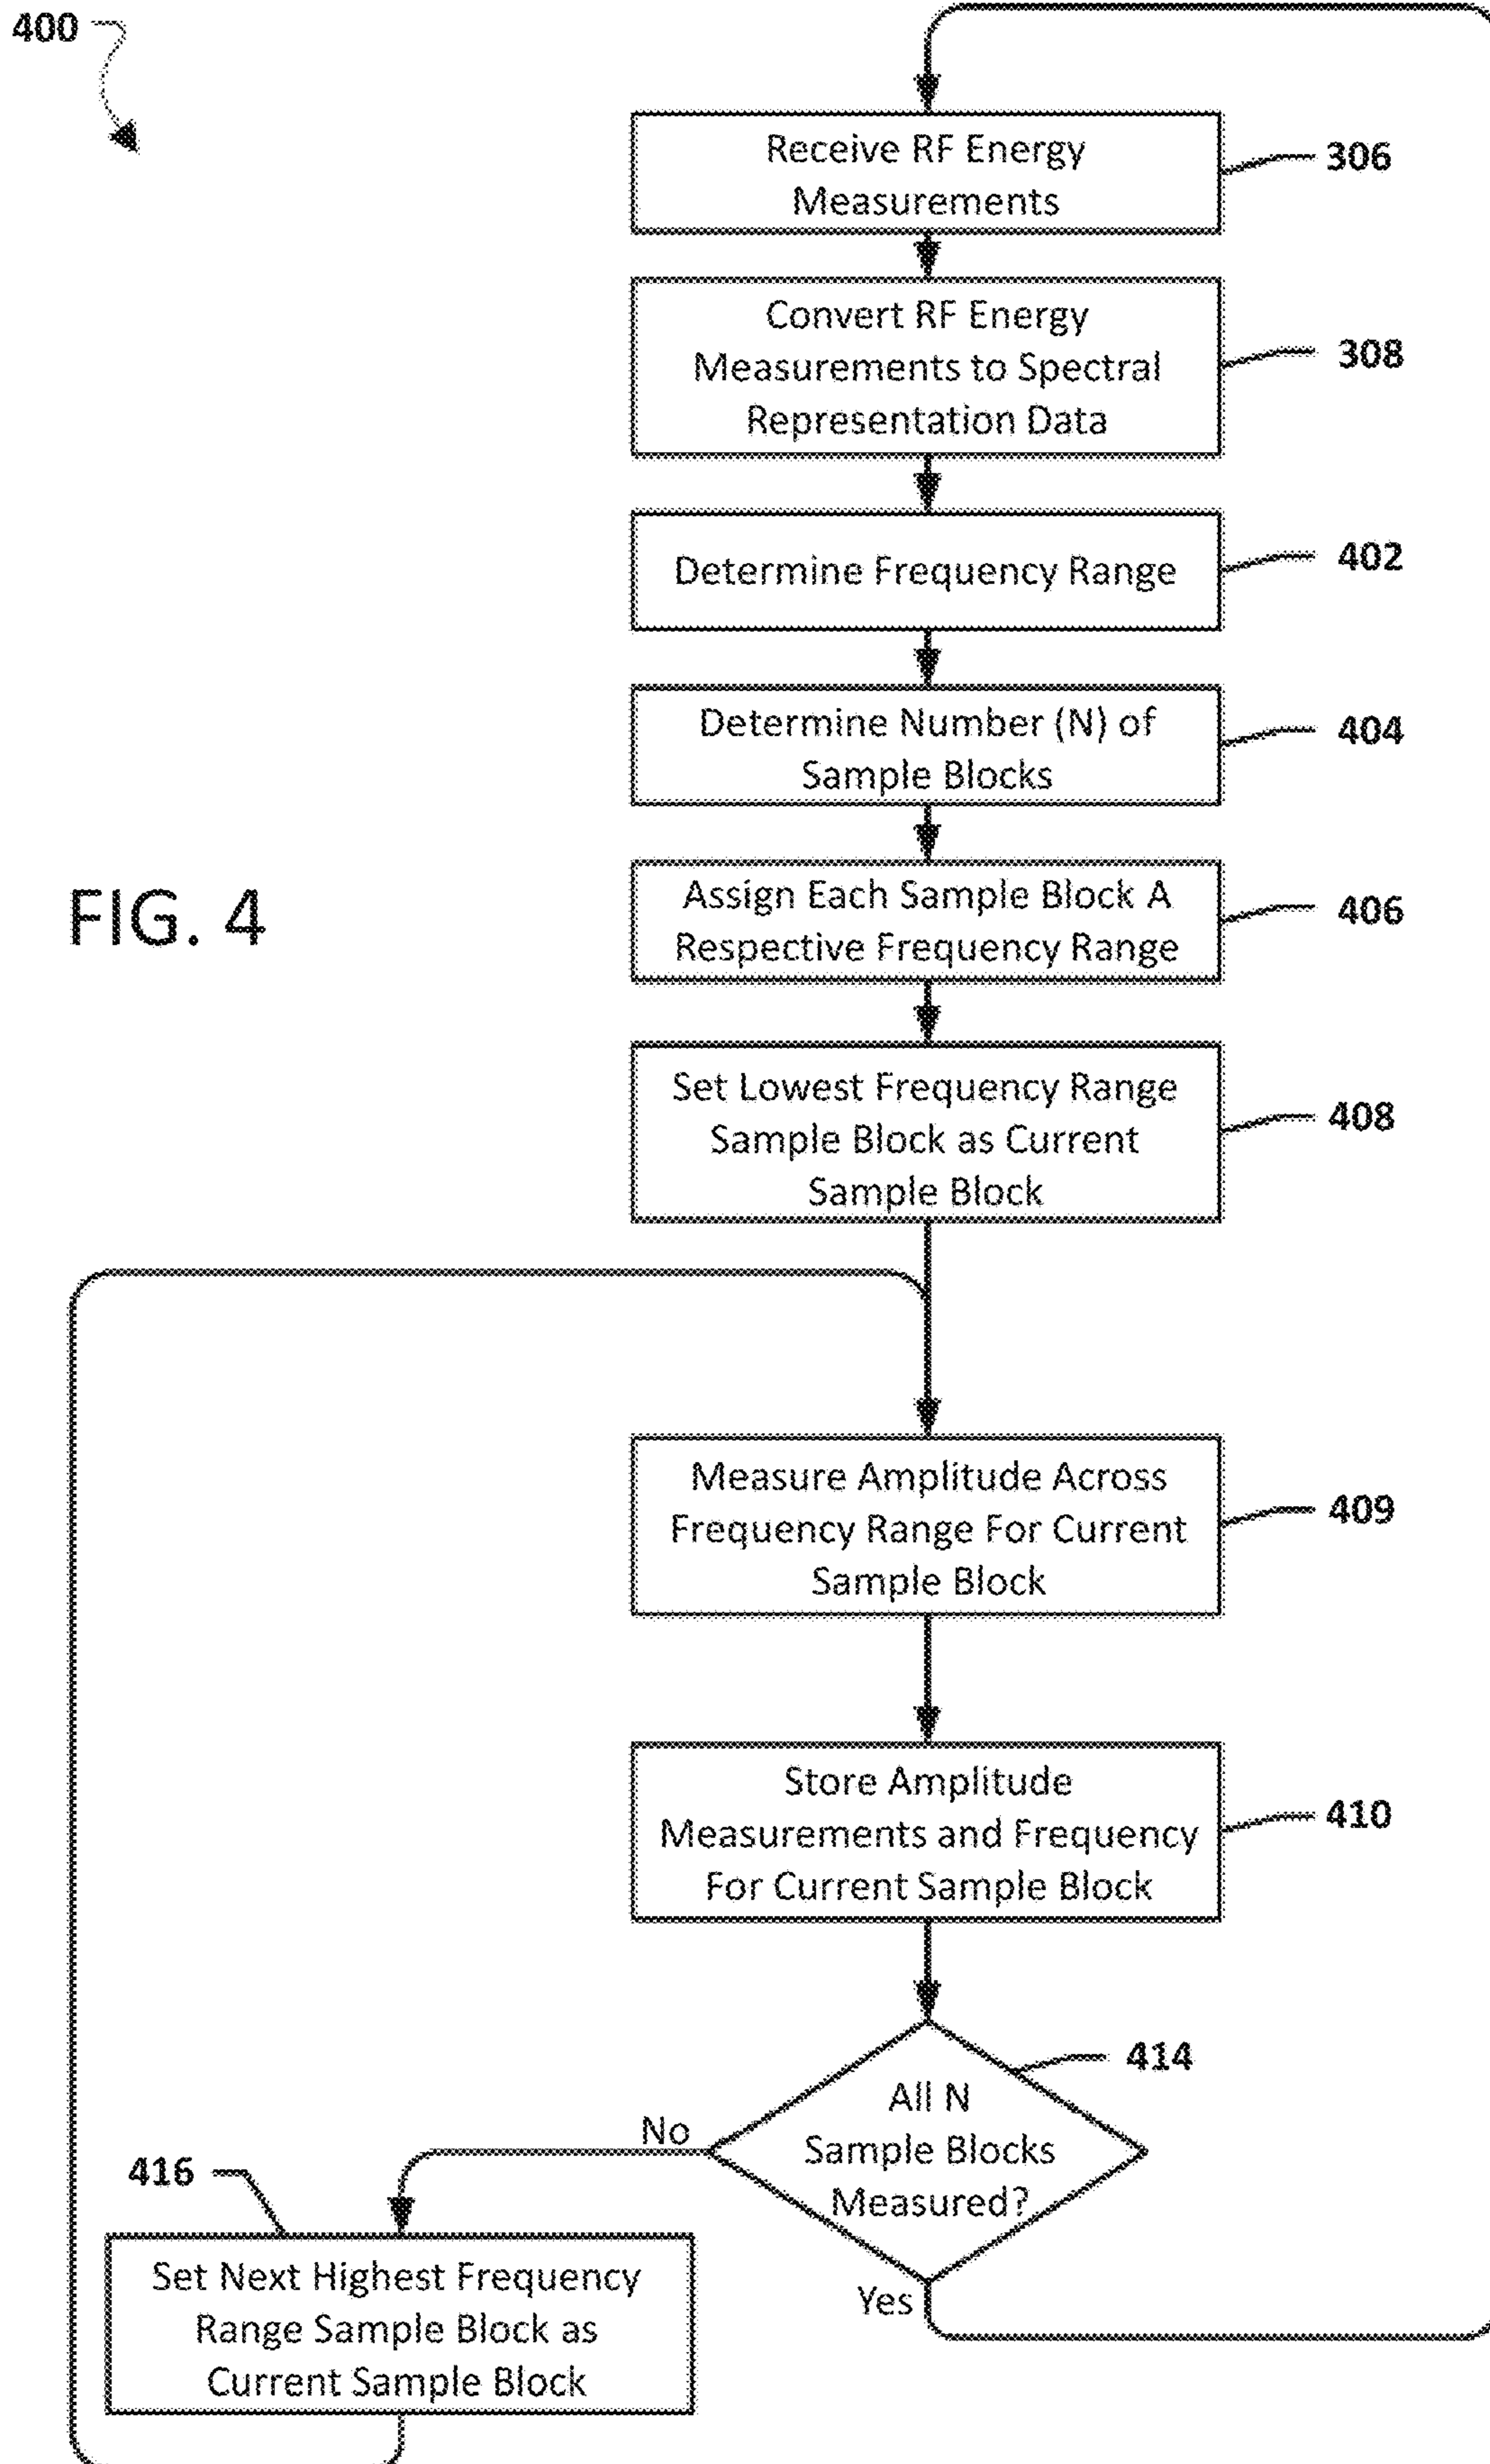 400
Receive RF Energy
Measurements
306
Convert RF Energy
Measurements to Spectral
Representation Data
308
Determine Frequency Range
402
Determine Number (N) of
Sample Blocks
404
FIG. 4
Assign Each Sample Block A
Respective Frequency Range
406
Set Lowest Frequency Range
Sample Block as Current
Sample Block
408
Measure Amplitude Across
Frequency Range For Current
Sample Block
409
Store Amplitude
Measurements and Frequency
For Current Sample Block
410
414
All N
Sample Blocks
Measured?
No
Yes
416
Set Next Highest Frequency
Range Sample Block as
Current Sample Block